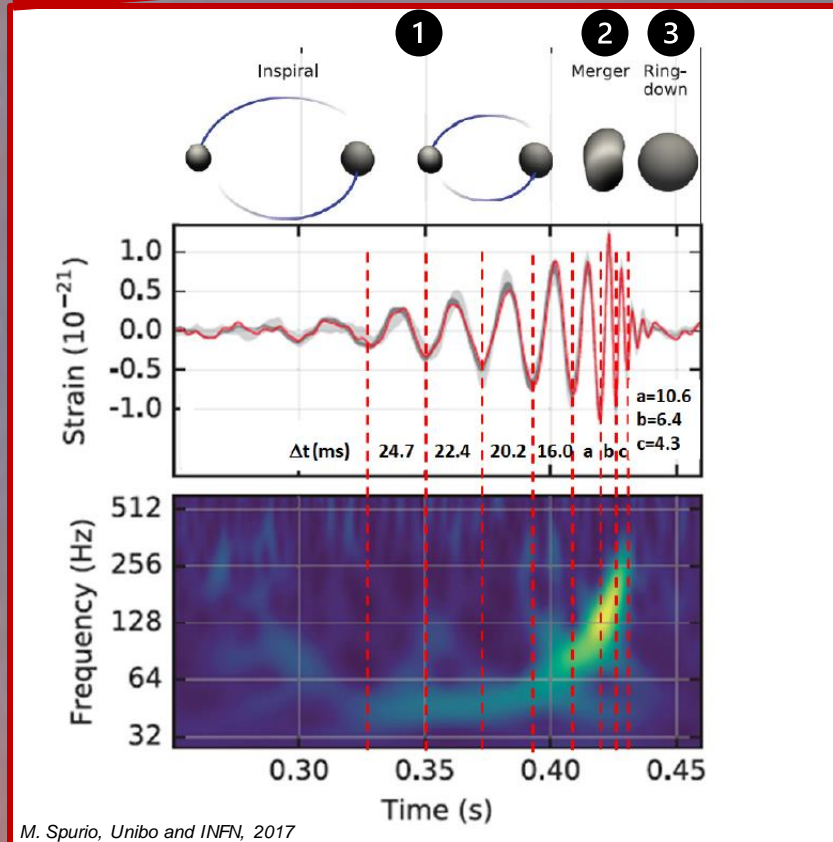 1 2 3
Inspiral Merger Ring-
down
1.0
0.5
0.0
-0.5
-1.0
Strain (10⁻²¹)
a=10.6
b=6.4
c=4.3
Δt(ms) 24.7 22.4 20.2 16.0 a b c
512
256
128
64
32
Frequency (Hz)
0.30 0.35 0.40 0.45
Time (s)
M. Spurio, Unibo and INFN, 2017